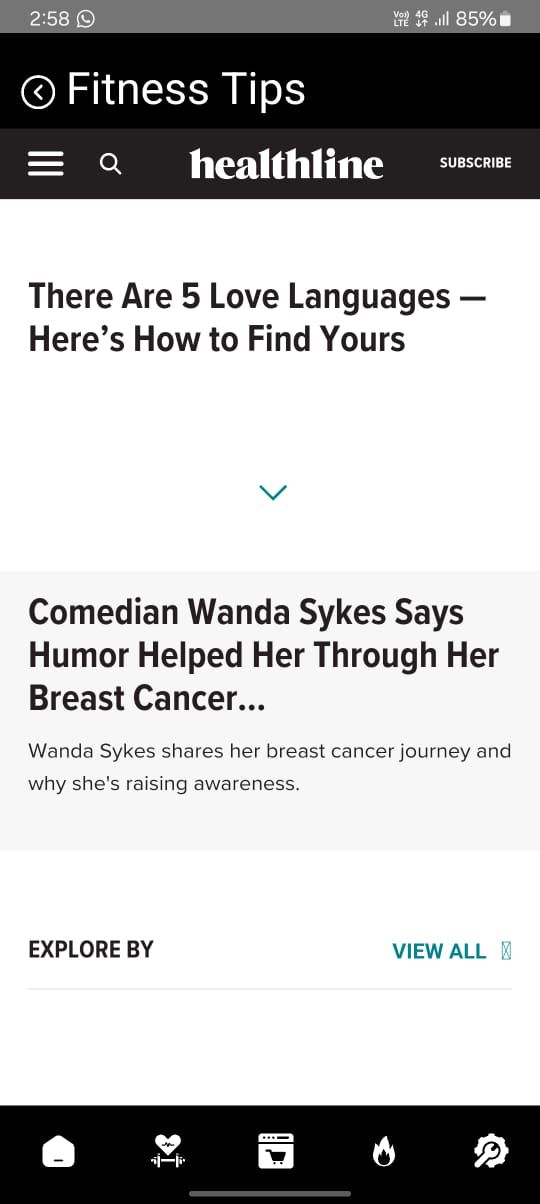 2:58
Vo) 4G 85%
LTE
Fitness Tips
healthline SUBSCRIBE
There Are 5 Love Languages —
Here’s How to Find Yours
Comedian Wanda Sykes Says
Humor Helped Her Through Her
Breast Cancer...
Wanda Sykes shares her breast cancer journey and
why she's raising awareness.
EXPLORE BY
VIEW ALL